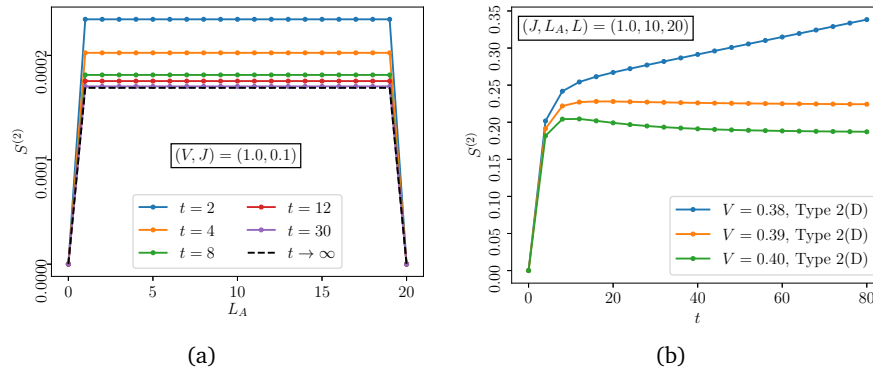 0.0002
0.0001
0.0000
S^{(2)}
(V, J) = (1.0, 0.1)
t = 2
t = 4
t = 8
t = 12
t = 30
t → ∞
0 5 10 15 20
L_A
(a)
0.35
0.30
0.25
0.20
0.15
0.10
0.05
0.00
S^{(2)}
(J, L_A, L) = (1.0, 10, 20)
V = 0.38, Type 2(D)
V = 0.39, Type 2(D)
V = 0.40, Type 2(D)
0 20 40 60 80
t
(b)